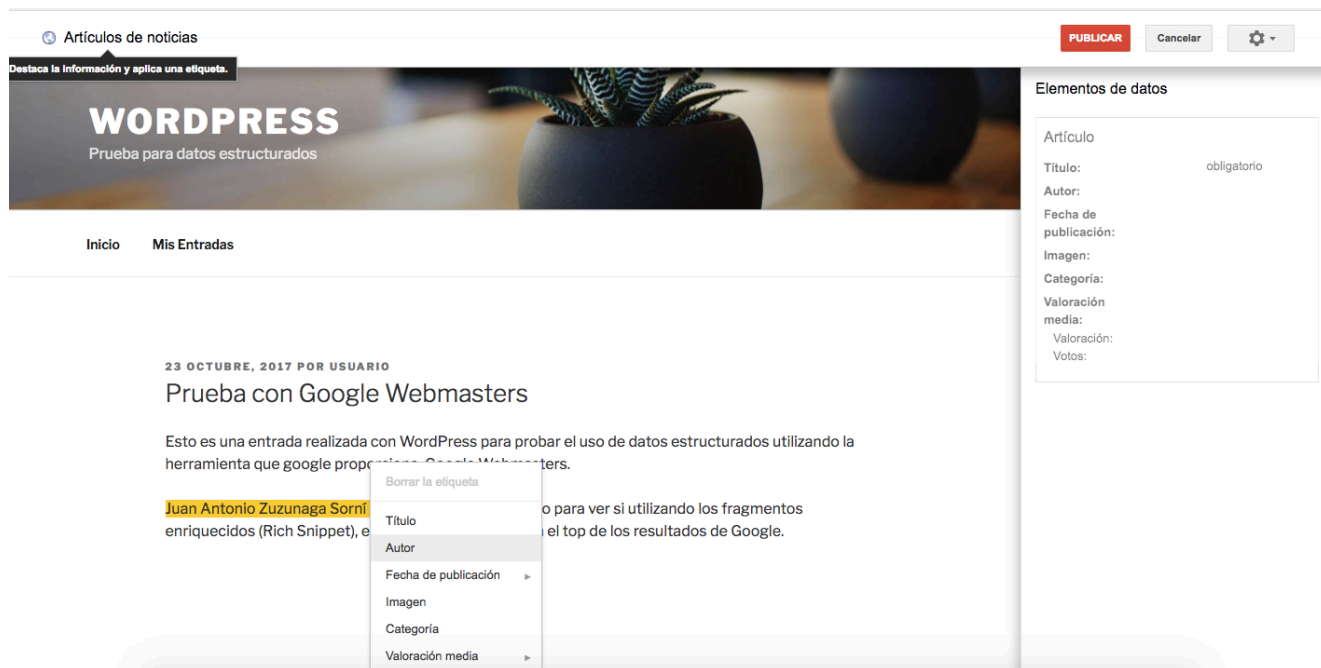 Artículos de noticias
PUBLICAR
Cancelar
Destaca la información y aplica una etiqueta.
WORDPRESS
Prueba para datos estructurados
Inicio
Mis Entradas
23 OCTUBRE, 2017 POR USUARIO
Prueba con Google Webmasters
Esto es una entrada realizada con WordPress para probar el uso de datos estructurados utilizando la
herramienta que google ters.
Juan Antonio Zuzunaga Sorní o para ver si utilizando los fragmentos
enriquecidos (Rich Snippet), e el top de los resultados de Google.
Borrar la etiqueta
Título
Autor
Fecha de publicación
Imagen
Categoría
Valoración media
Elementos de datos
Artículo
Título: obligatorio
Autor:
Fecha de
publicación:
Imagen:
Categoría:
Valoración
media:
Valoración:
Votos: